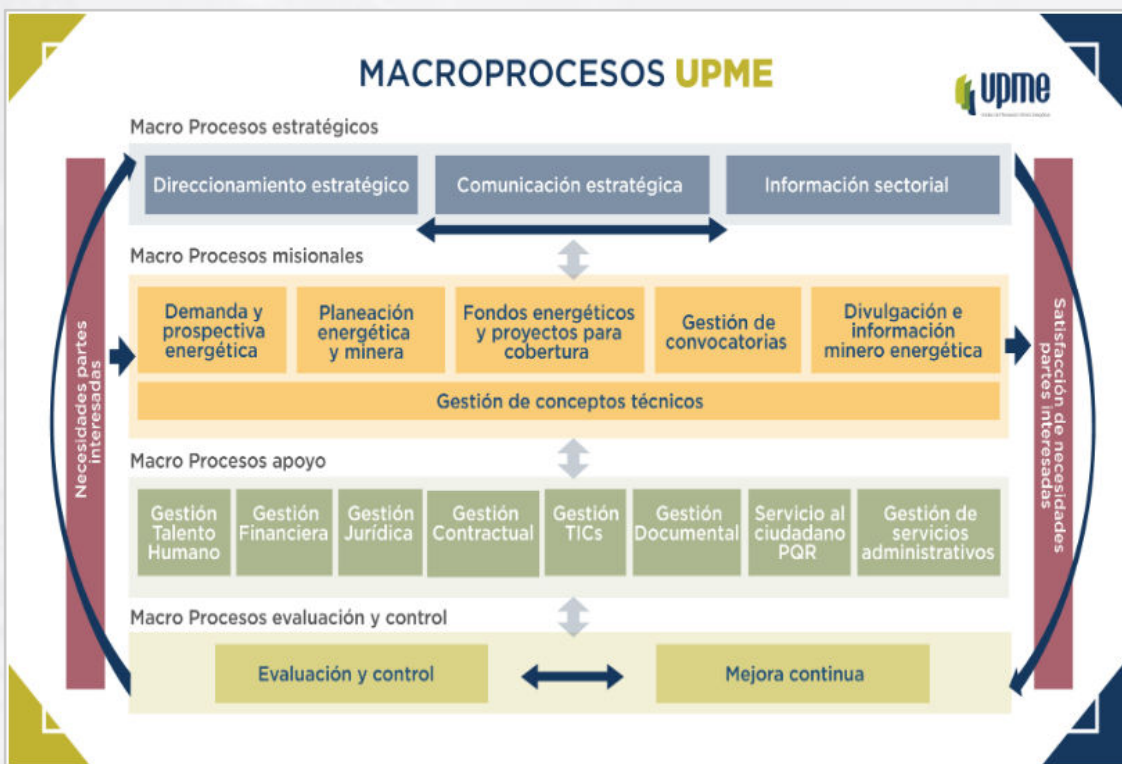 MACROPROCESOS UPME
upme
Macro Procesos estratégicos
Direccionamiento estratégico
Comunicación estratégica
Información sectorial
Macro Procesos misionales
Demanda y
prospectiva
energética
Planeación
energética
y minera
Fondos energéticos
y proyectos para
cobertura
Gestión de
convocatorias
Divulgación e
información
minero energética
Gestión de conceptos técnicos
Necesidades partes
interesadas
Satisfacción de necesidades
partes interesadas
Macro Procesos apoyo
Gestión
Talento
Humano
Gestión
Financiera
Gestión
Jurídica
Gestión
Contractual
Gestión
TICs
Gestión
Documental
Servicio al
ciudadano
PQR
Gestión de
servicios
administrativos
Macro Procesos evaluación y control
Evaluación y control
Mejora continua